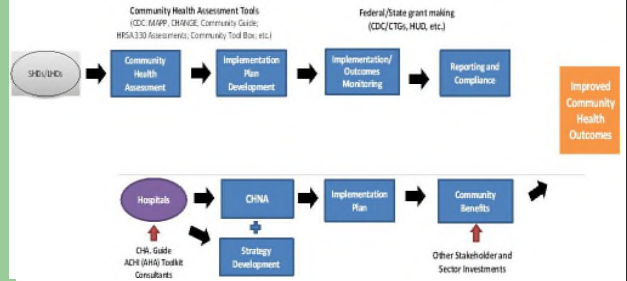 Community Health Assessment Tools
(CDC: MAPP, CHANGE, Community Guide;
HRSA 330 Assessments, Community Tool Box; etc.)
Federal/State grant making
(CDC/CTGs, HUD, etc.)
SHDs/LHDs
Community
Health
Assessment
Implementation
Plan
Development
Implementation/
Outcomes
Monitoring
Reporting and
Compliance
Improved
Community
Health
Outcomes
Hospitals
CHNA
Implementation
Plan
Community
Benefits
Strategy
Development
CHA. Guide
ACHI (AHA) Toolkit
Consultants
Other Stakeholder and
Sector Investments